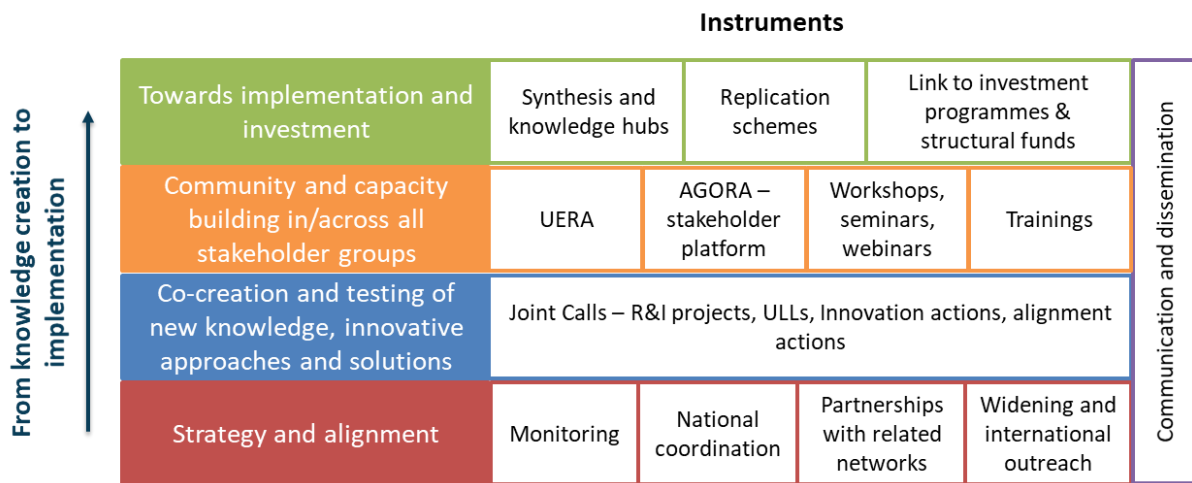 Instruments
From knowledge creation to
implementation
Towards implementation and
investment
Synthesis and
knowledge hubs
Replication
schemes
Link to investment
programmes &
structural funds
Community and capacity
building in/across all
stakeholder groups
UERA
AGORA –
stakeholder
platform
Workshops,
seminars,
webinars
Trainings
Co-creation and testing of
new knowledge, innovative
approaches and solutions
Joint Calls – R&I projects, ULLs, Innovation actions, alignment
actions
Strategy and alignment
Monitoring
National
coordination
Partnerships
with related
networks
Widening and
international
outreach
Communication and dissemination